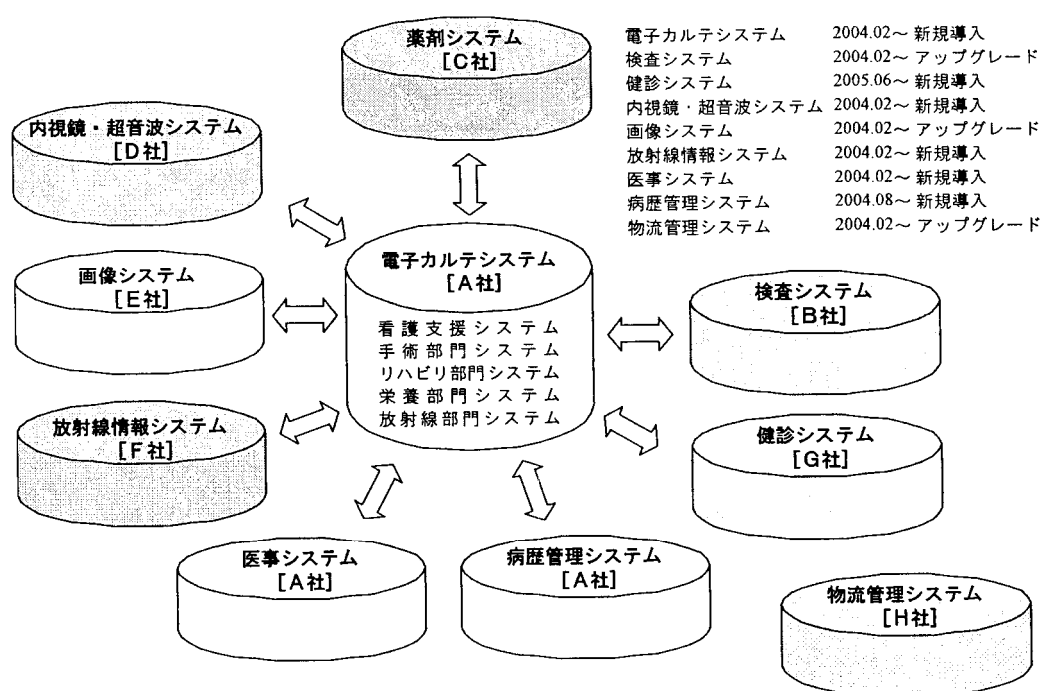 薬剤システム
[C社]
電子カルテシステム 2004.02～ 新規導入
検査システム 2004.02～ アップグレード
健診システム 2005.06～ 新規導入
内視鏡・超音波システム 2004.02～ 新規導入
画像システム 2004.02～ アップグレード
放射線情報システム 2004.02～ 新規導入
医事システム 2004.02～ 新規導入
病歴管理システム 2004.08～ 新規導入
物流管理システム 2004.02～ アップグレード
内視鏡・超音波システム
[D社]
電子カルテシステム
[A社]
看護支援システム
手術部門システム
リハビリ部門システム
栄養部門システム
放射線部門システム
画像システム
[E社]
検査システム
[B社]
放射線情報システム
[F社]
健診システム
[G社]
医事システム
[A社]
病歴管理システム
[A社]
物流管理システム
[H社]